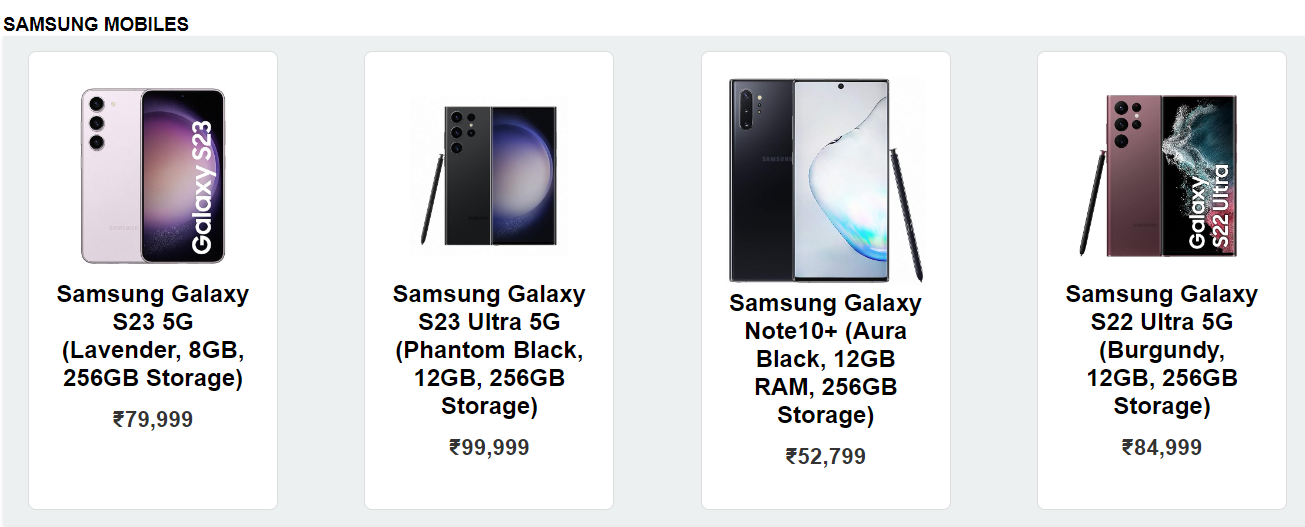 SAMSUNG MOBILES
Galaxy S23
Samsung Galaxy
S23 5G
(Lavender, 8GB,
256GB Storage)
₹79,999
Samsung Galaxy
S23 Ultra 5G
(Phantom Black,
12GB, 256GB
Storage)
₹99,999
SAMSUNG
Samsung Galaxy
Note10+ (Aura
Black, 12GB
RAM, 256GB
Storage)
₹52,799
Galaxy
S22 Ultra
Samsung Galaxy
S22 Ultra 5G
(Burgundy,
12GB, 256GB
Storage)
₹84,999